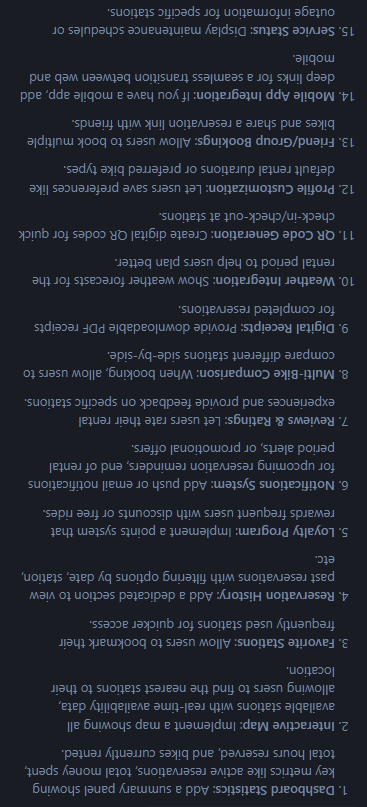 1. Dashboard Statistics: Add a summary panel showing
key metrics like active reservations, total money spent,
total hours reserved, and bikes currently rented.
2. Interactive Map: Implement a map showing all
available stations with real-time availability data,
allowing users to find the nearest stations to their
location.
3. Favorite Stations: Allow users to bookmark their
frequently used stations for quicker access.
4. Reservation History: Add a dedicated section to view
past reservations with filtering options by date, station,
etc.
5. Loyalty Program: Implement a points system that
rewards frequent users with discounts or free rides.
6. Notifications System: Add push or email notifications
for upcoming reservation reminders, end of rental
period alerts, or promotional offers.
7. Reviews & Ratings: Let users rate their rental
experiences and provide feedback on specific stations.
8. Multi-Bike Comparison: When booking, allow users to
compare different stations side-by-side.
9. Digital Receipts: Provide downloadable PDF receipts
for completed reservations.
10. Weather Integration: Show weather forecasts for the
rental period to help users plan better.
11. QR Code Generation: Create digital QR codes for quick
check-in/check-out at stations.
12. Profile Customization: Let users save preferences like
default rental durations or preferred bike types.
13. Friend/Group Bookings: Allow users to book multiple
bikes and share a reservation link with friends.
14. Mobile App Integration: If you have a mobile app, add
deep links for a seamless transition between web and
mobile.
15. Service Status: Display maintenance schedules or
outage information for specific stations.